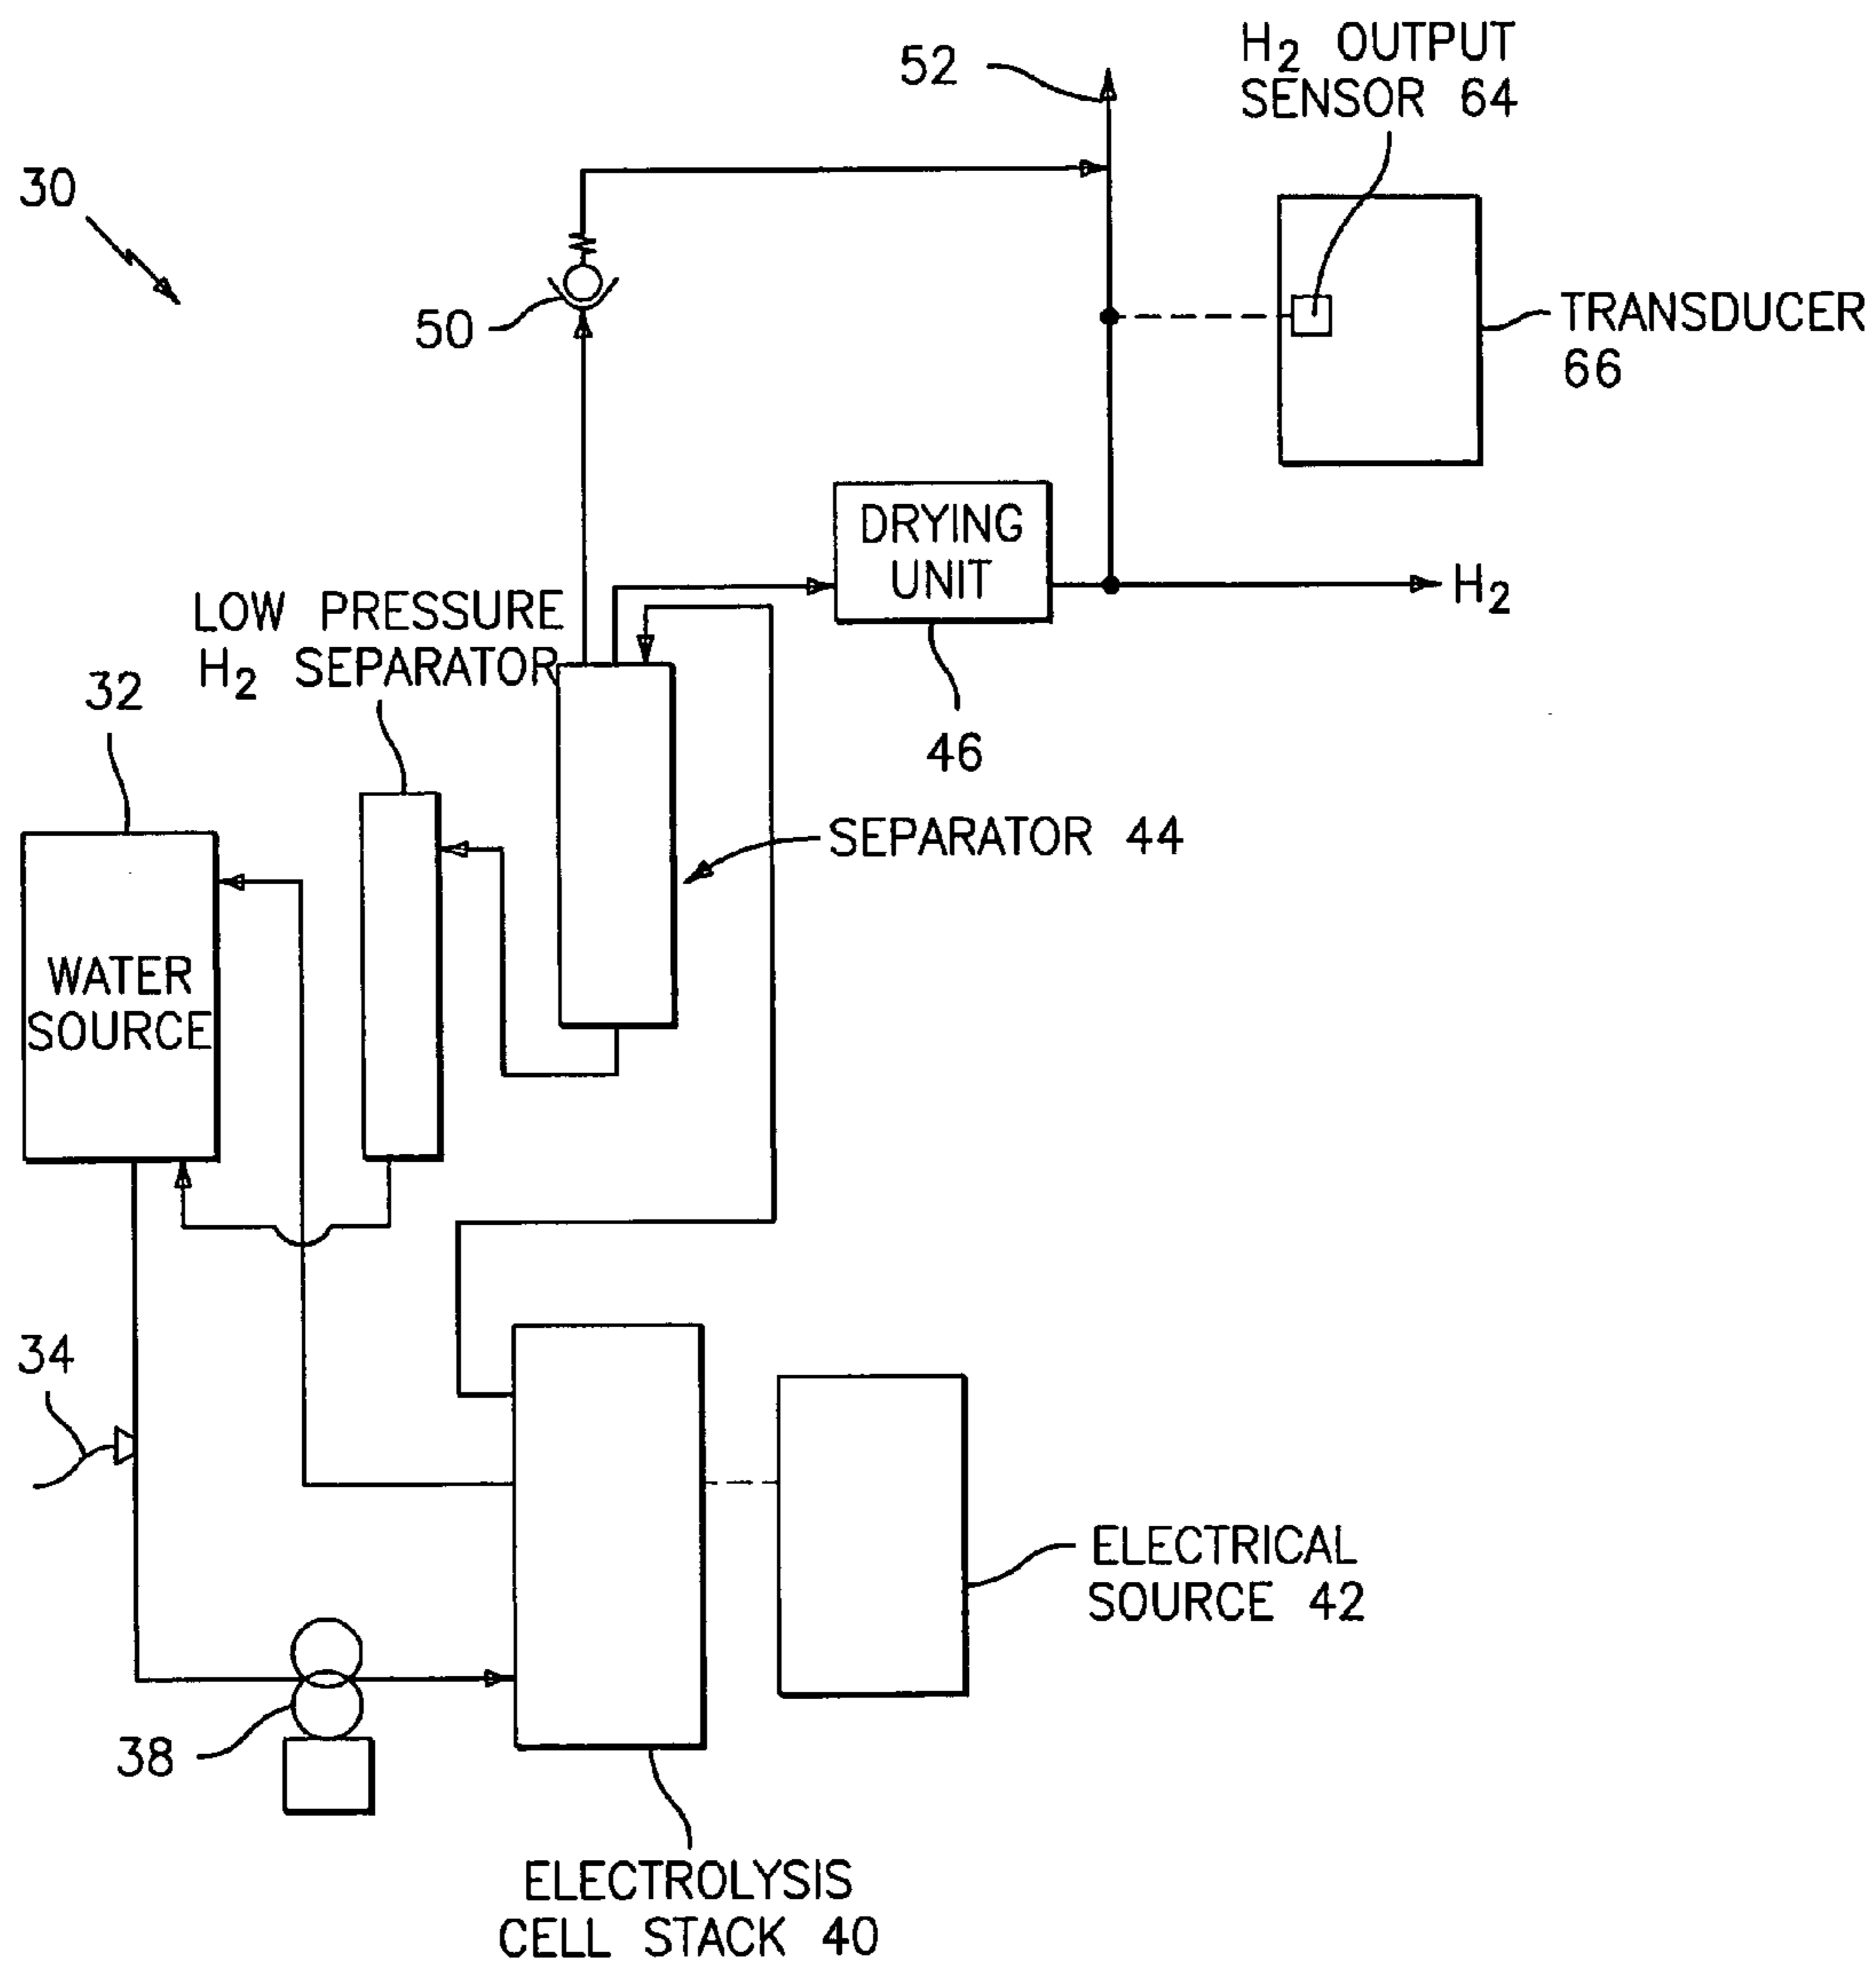 52
H2 OUTPUT
SENSOR 64
30
50
TRANSDUCER
66
DRYING
UNIT
H2
LOW PRESSURE
H2 SEPARATOR
32
46
SEPARATOR 44
WATER
SOURCE
34
ELECTRICAL
SOURCE 42
38
ELECTROLYSIS
CELL STACK 40